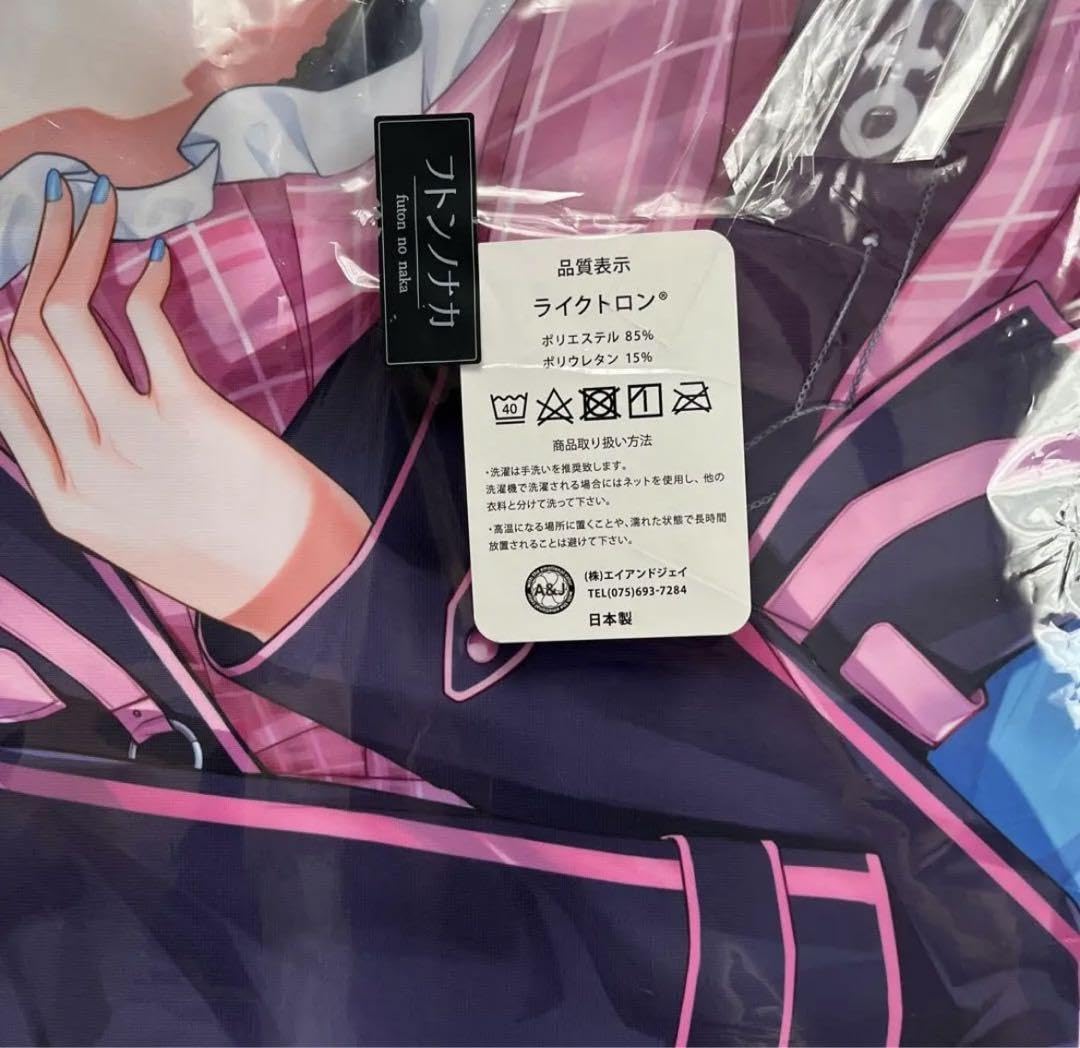 フトンノナカ
futon no naka
品質表示
ライクトロン®
ポリエステル 85%
ポリウレタン 15%
40
商品取り扱い方法
・洗濯は手洗いを推奨致します。
洗濯機で洗濯される場合にはネットを使用し、他の
衣料と分けて洗って下さい。
・高温になる場所に置くことや、濡れた状態で長時間
放置されることは避けて下さい。
A&J
(株)エイアンドジェイ
TEL(075)693-7284
日本製